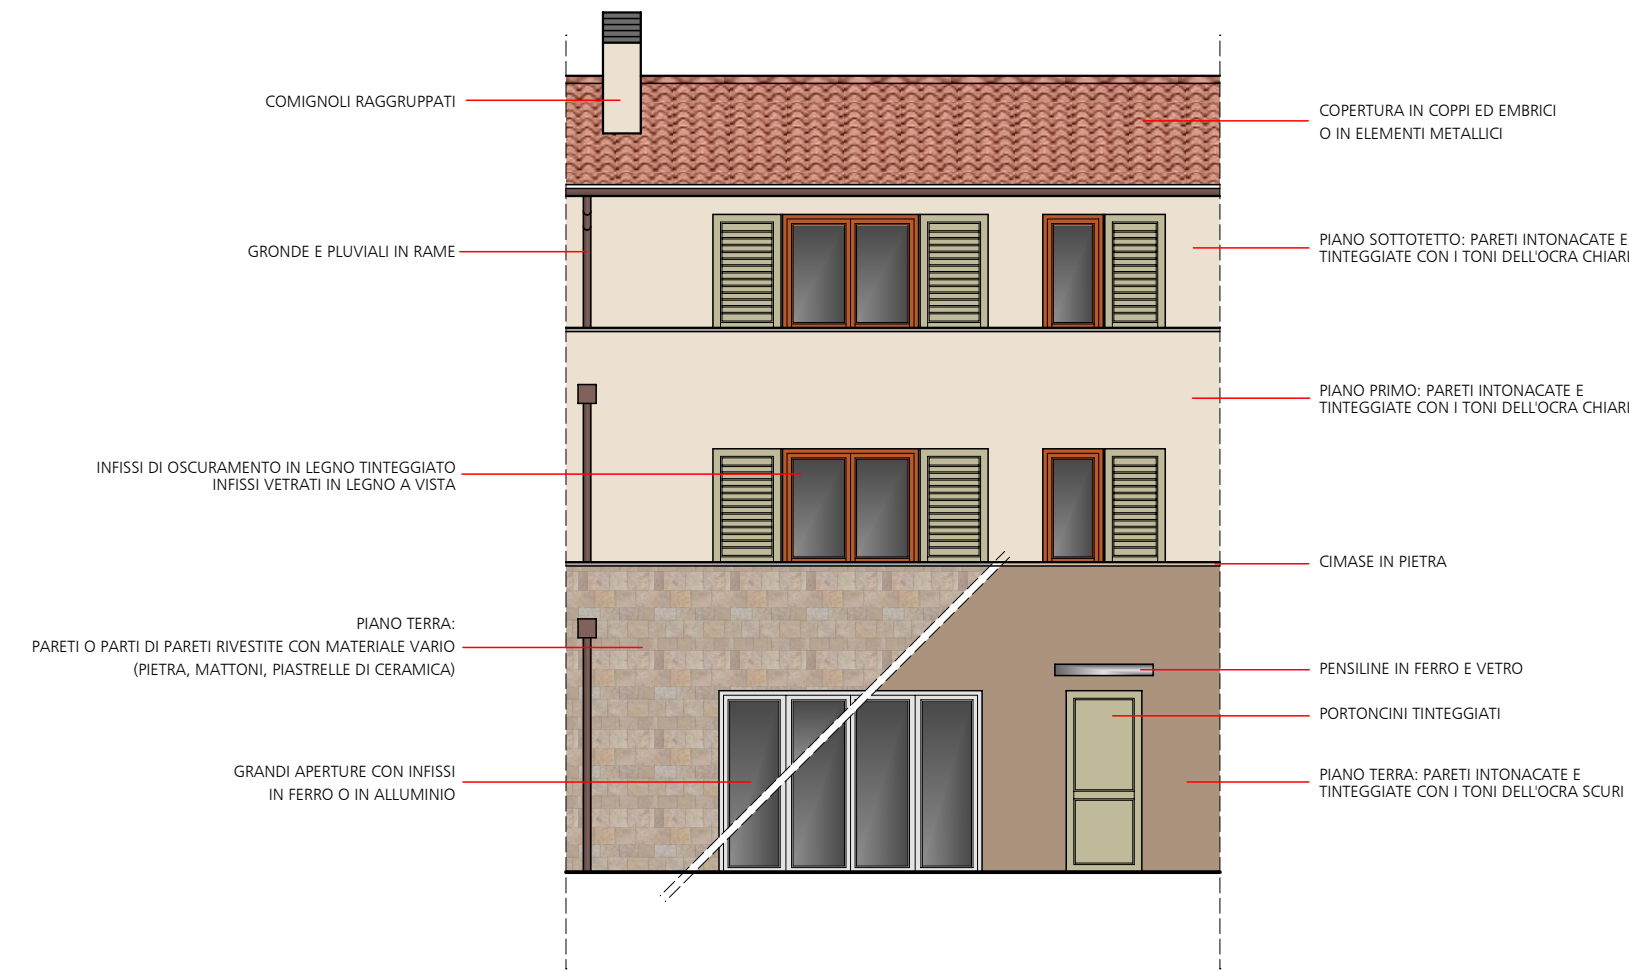 COMIGNOLI RAGGRUPPATI
GRONDE E PLUVIALI IN RAME
INFISSI DI OSCURAMENTO IN LEGNO TINTEGGIATO
INFISSI VETRATI IN LEGNO A VISTA
PIANO TERRA:
PARETI O PARTI DI PARETI RIVESTITE CON MATERIALE VARIO
(PIETRA, MATTONI, PIASTRELLE DI CERAMICA)
GRANDI APERTURE CON INFISSI
IN FERRO O IN ALLUMINIO
COPERTURA IN COPPI ED EMBRICI
O IN ELEMENTI METALLICI
PIANO SOTTOTETTO: PARETI INTONACATE E
TINTEGGIATE CON I TONI DELL'OCRA CHIARI
PIANO PRIMO: PARETI INTONACATE E
TINTEGGIATE CON I TONI DELL'OCRA CHIARI
CIMASE IN PIETRA
PENSILINE IN FERRO E VETRO
PORTONCINI TINTEGGIATI
PIANO TERRA: PARETI INTONACATE E
TINTEGGIATE CON I TONI DELL'OCRA SCURI